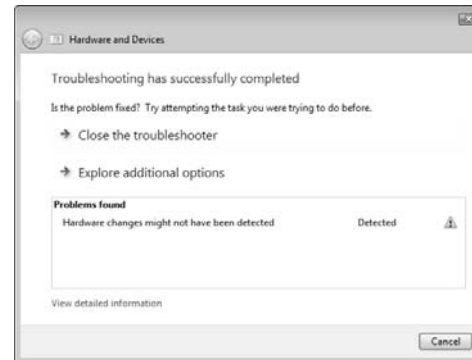 Hardware and Devices
Troubleshooting has successfully completed
Is the problem fixed? Try attempting the task you were trying to do before.
Close the troubleshooter
Explore additional options
Problems found
Hardware changes might not have been detected Detected
View detailed information
Cancel